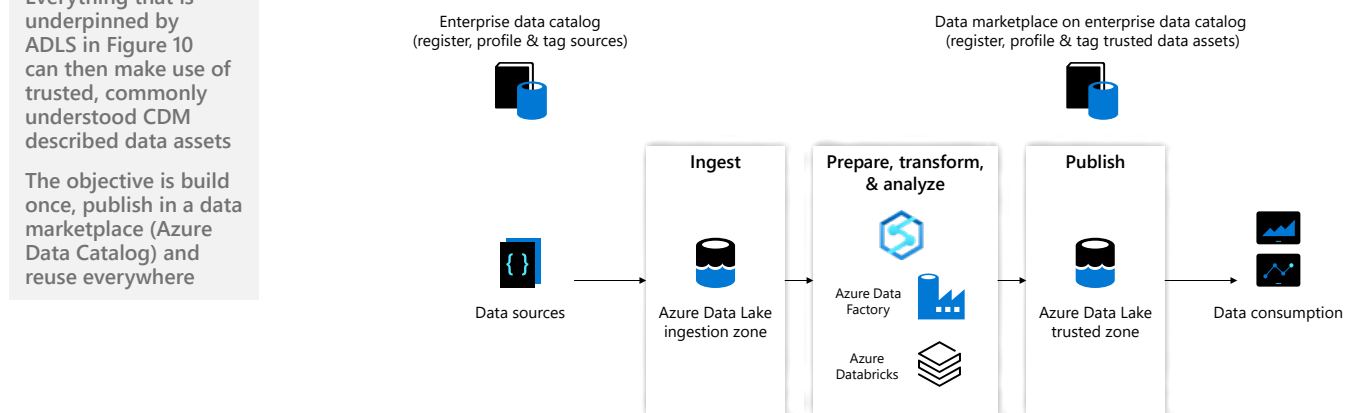 Everything that is
underpinned by
ADLS in Figure 10
can then make use of
trusted, commonly
understood CDM
described data assets
The objective is build
once, publish in a data
marketplace (Azure
Data Catalog) and
reuse everywhere
Enterprise data catalog
(register, profile & tag sources)
Data marketplace on enterprise data catalog
(register, profile & tag trusted data assets)
Ingest
Prepare, transform,
& analyze
Publish
{ }
Data sources
Azure Data Lake
ingestion zone
Azure Data
Factory
Azure
Databricks
Azure Data Lake
trusted zone
Data consumption